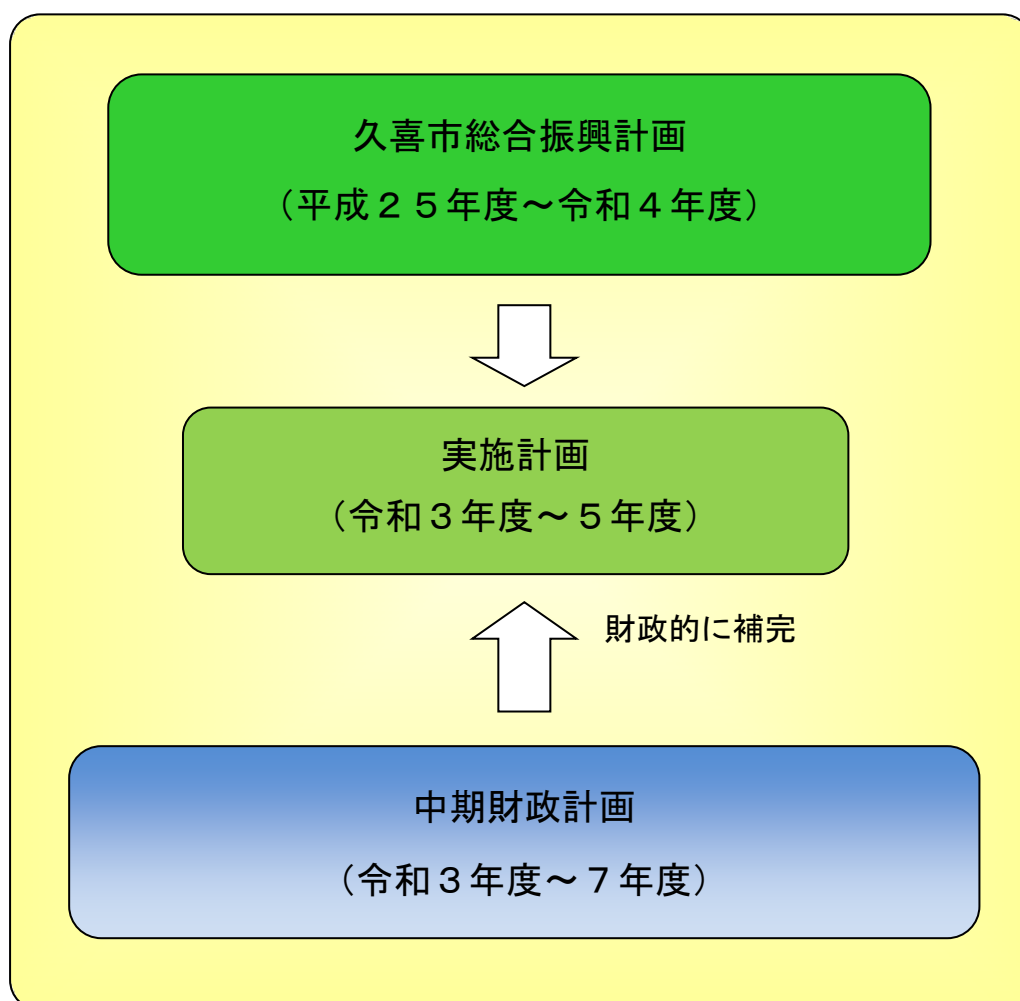 久喜市総合振興計画
（平成２５年度～令和４年度）
実施計画
（令和３年度～５年度）
財政的に補完
中期財政計画
（令和３年度～７年度）